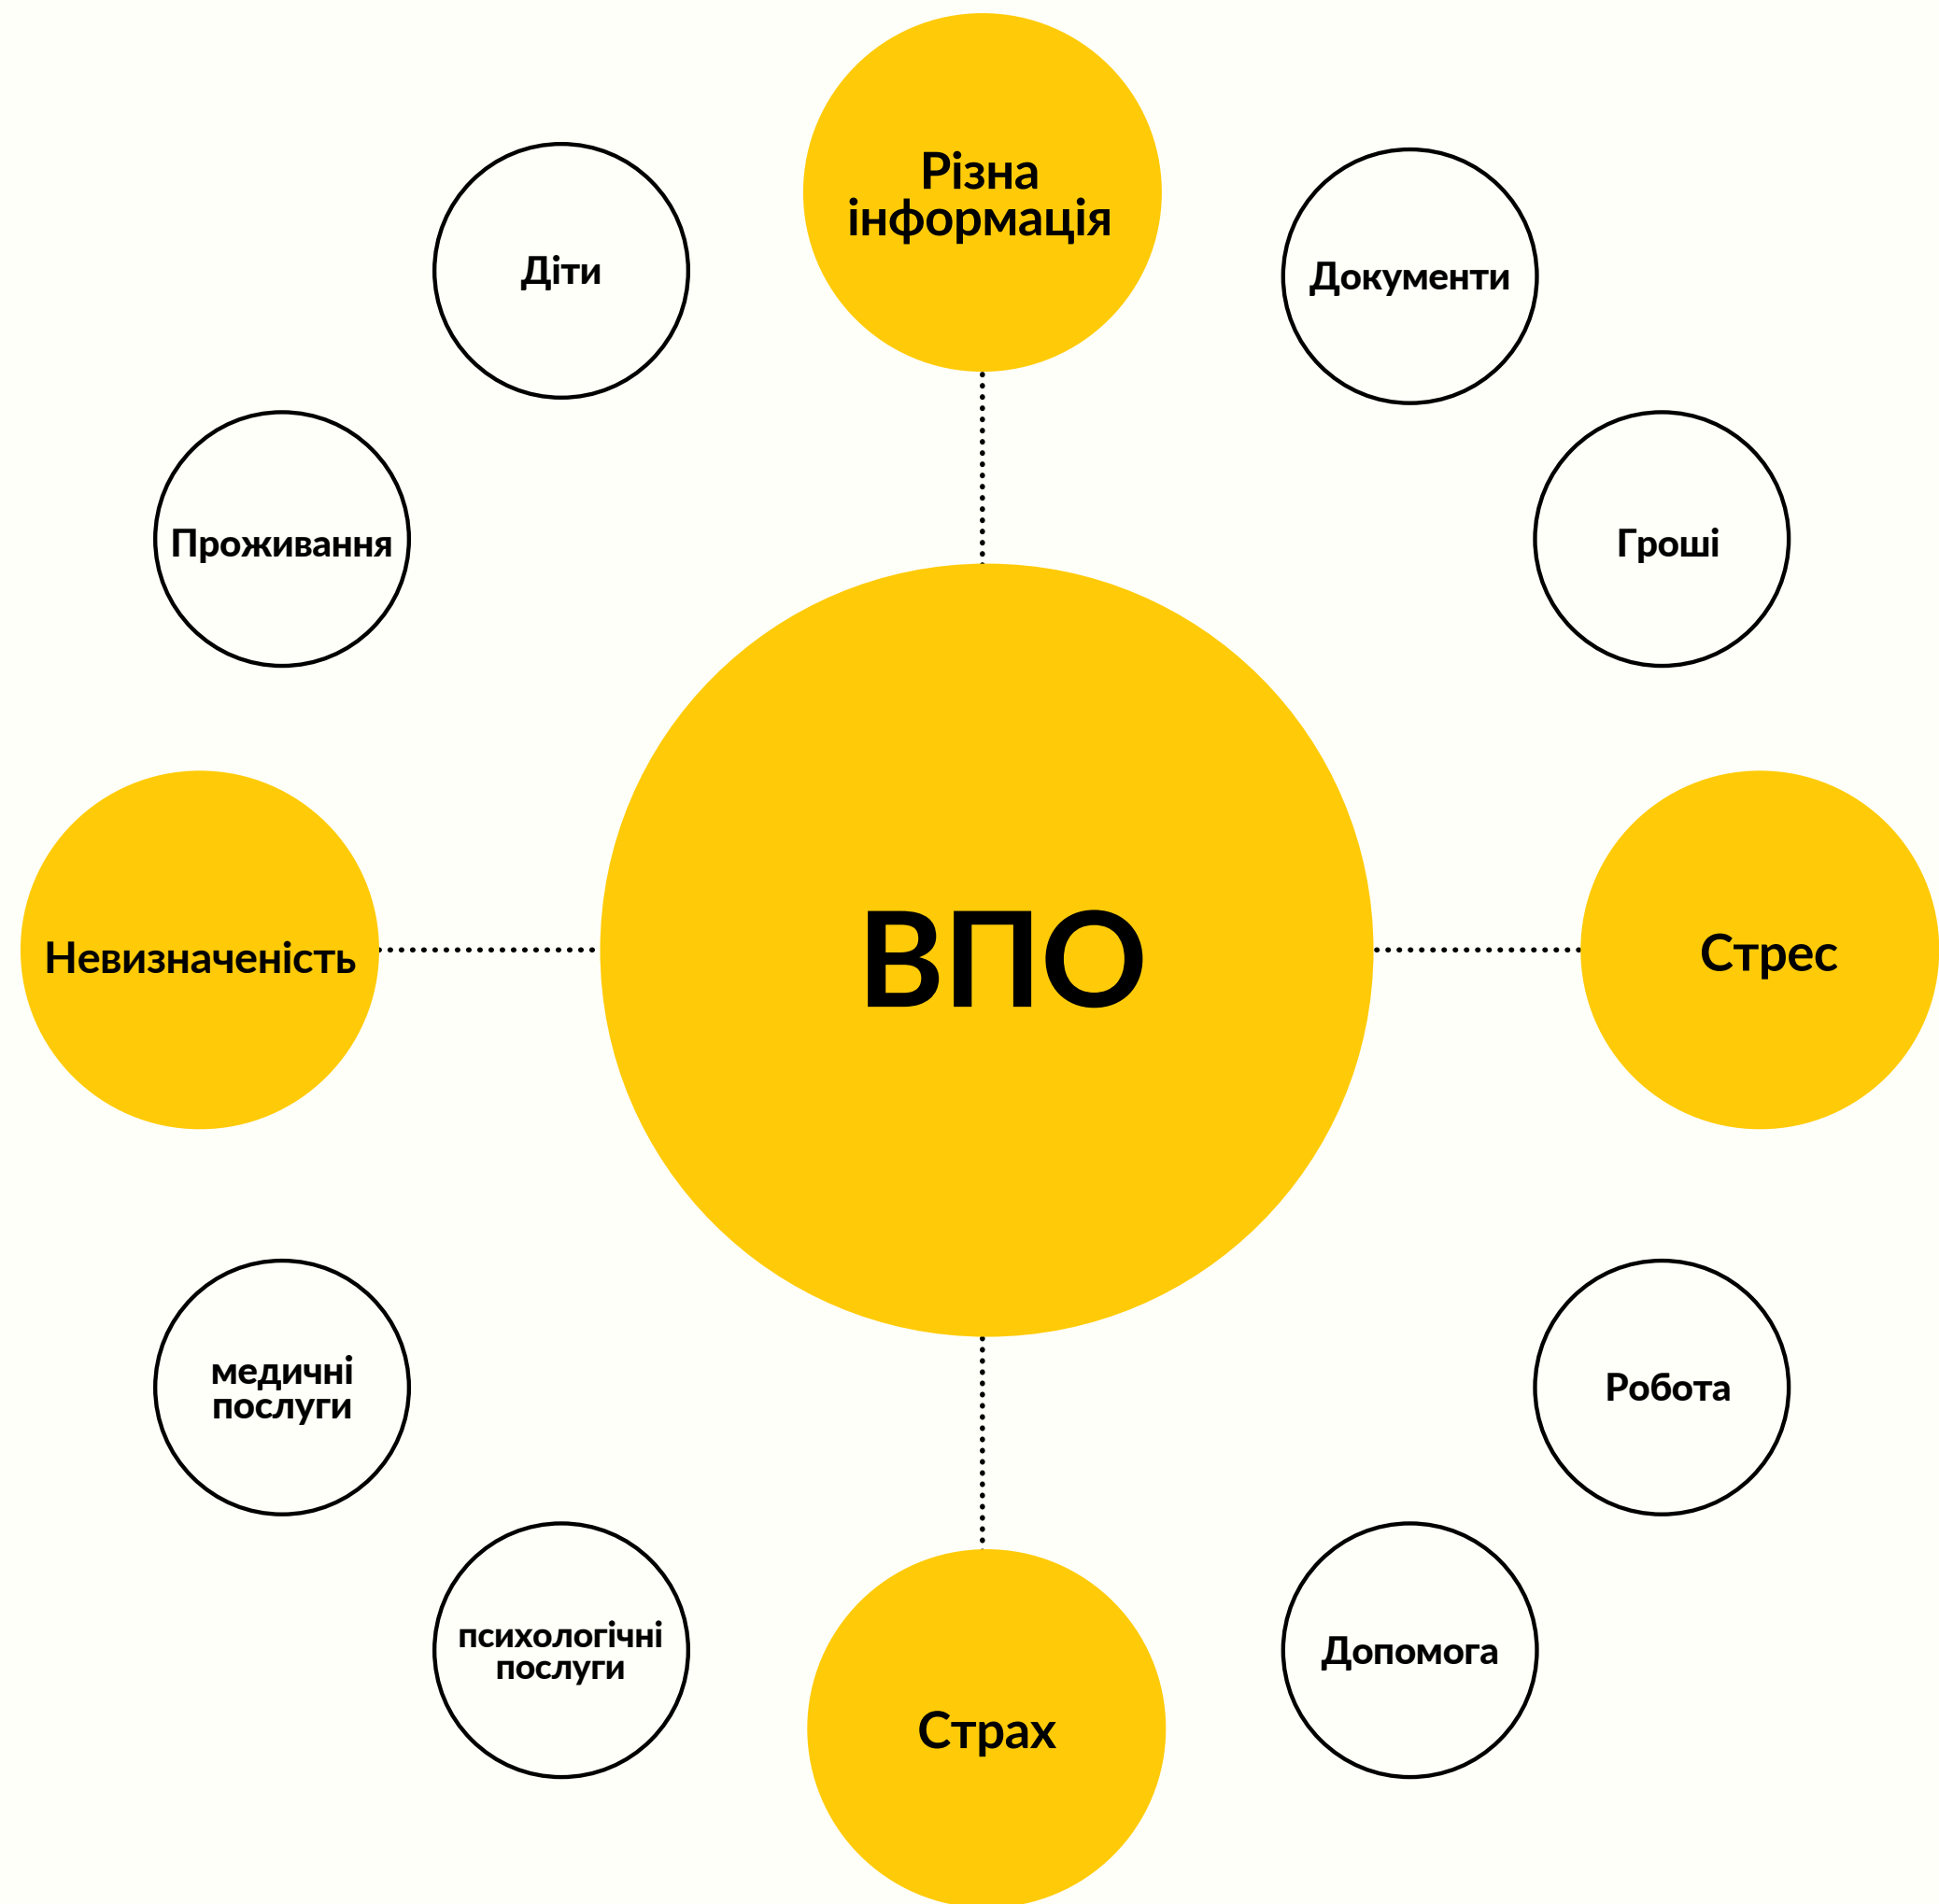 Різна
інформація
Діти
Документи
Проживання
Гроші
Невизначеність
ВПО
Стрес
медичні
послуги
Робота
психологічні
послуги
Допомога
Страх